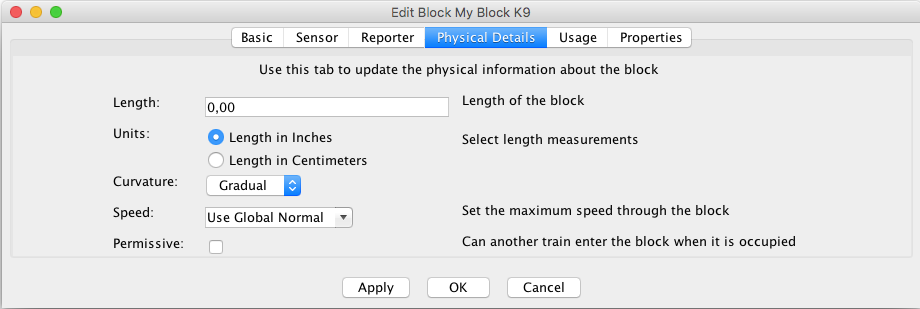 Edit Block My Block K9
Basic Sensor Reporter Physical Details Usage Properties
Use this tab to update the physical information about the block
Length: 0,00 Length of the block
Units: Length in Inches Select length measurements
Length in Centimeters
Curvature: Gradual
Speed: Use Global Normal Set the maximum speed through the block
Permissive: Can another train enter the block when it is occupied
Apply OK Cancel